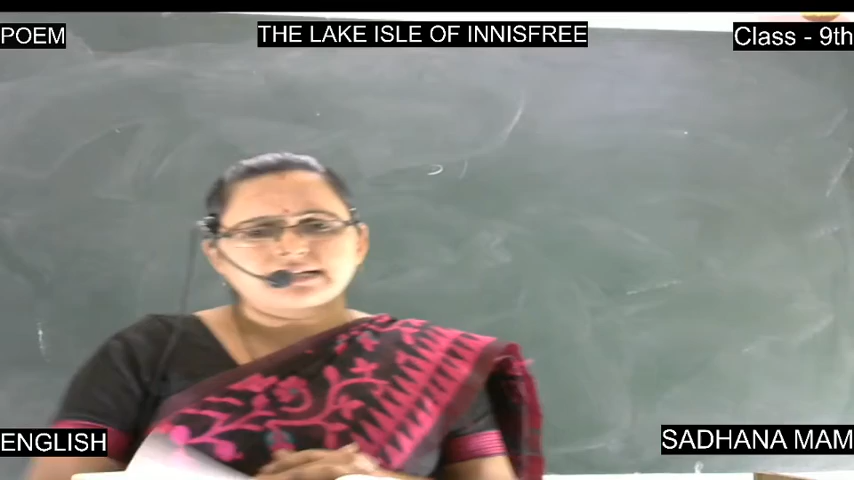 POEM
THE LAKE ISLE OF INNISFREE
Class - 9th
ENGLISH
SADHANA MAM